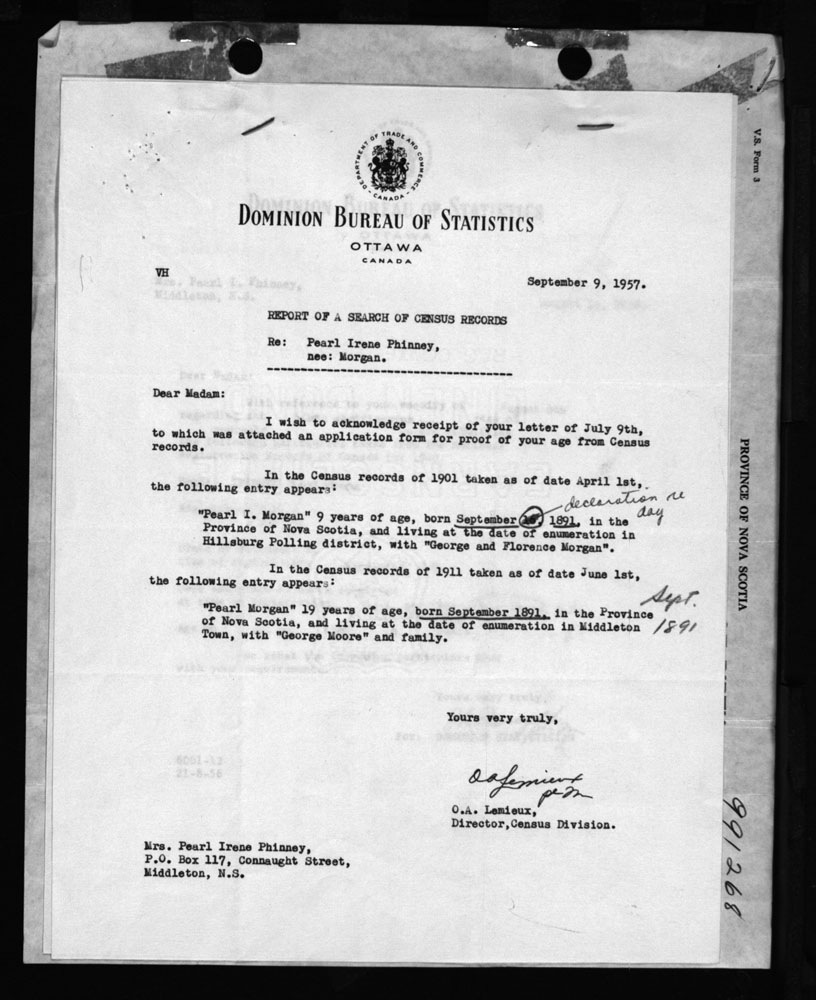 V.S. Form 3
DEPARTMENT OF TRADE AND COMMERCE
CANADA
DOMINION BUREAU OF STATISTICS
OTTAWA
CANADA
VH
September 9, 1957.
REPORT OF A SEARCH OF CENSUS RECORDS
Re: Pearl Irene Phinney,
nee: Morgan.
Dear Madam:
I wish to acknowledge receipt of your letter of July 9th,
to which was attached an application form for proof of your age from Census
records.
In the Census records of 1901 taken as of date April 1st,
the following entry appears:
declaration re
day
"Pearl I. Morgan" 9 years of age, born September 1891, in the
Province of Nova Scotia, and living at the date of enumeration in
Hillsburg Polling district, with "George and Florence Morgan".
In the Census records of 1911 taken as of date June 1st,
the following entry appears:
"Pearl Morgan" 19 years of age, born September 1891, in the Province
of Nova Scotia, and living at the date of enumeration in Middleton
Town, with "George Moore" and family.
Sept.
1891
PROVINCE OF NOVA SCOTIA
Yours very truly,
O A Lemieux
O.A. Lemieux,
Director, Census Division.
Mrs. Pearl Irene Phinney,
P.O. Box 117, Connaught Street,
Middleton, N.S.
991268